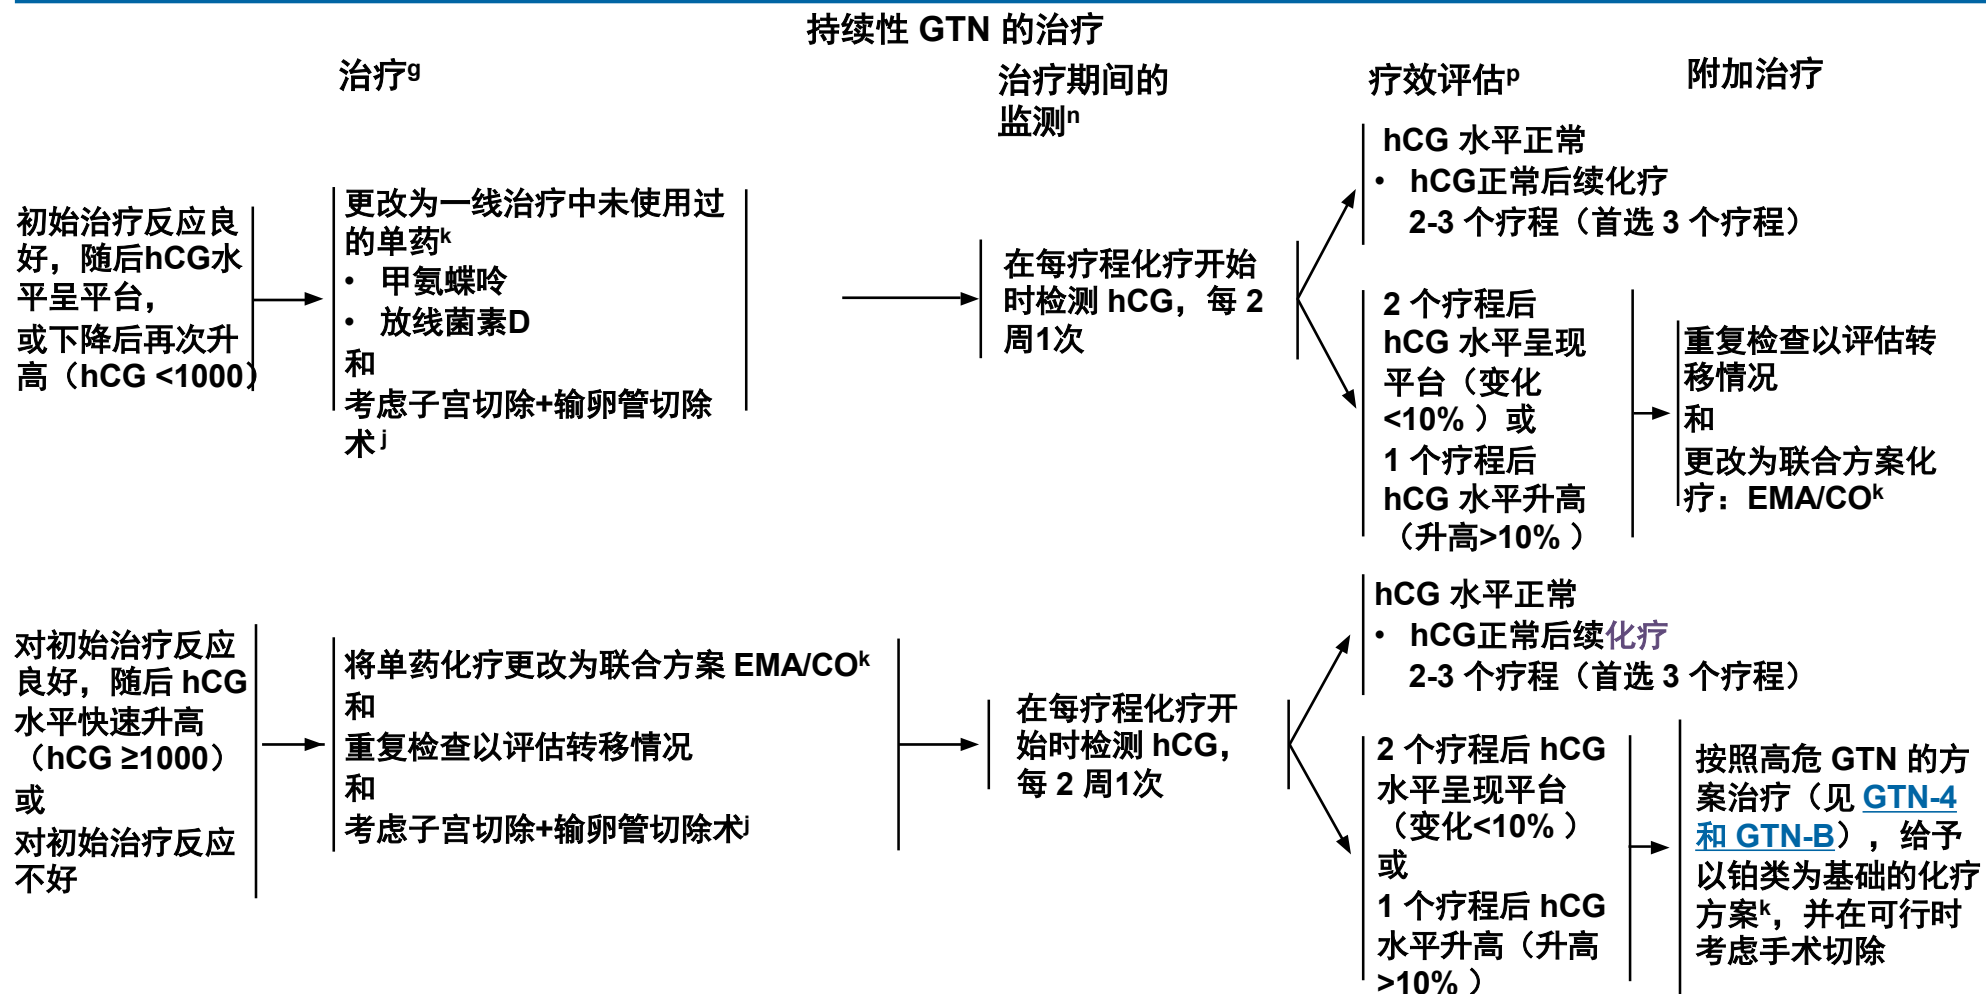 持续性 GTN 的治疗
治疗g
治疗期间的
监测n
疗效评估p
附加治疗
初始治疗反应良
好，随后hCG水
平呈平台，
或下降后再次升
高（hCG <1000）
更改为一线治疗中未使用过
的单药k
• 甲氨蝶呤
• 放线菌素D
和
考虑子宫切除+输卵管切除
术j
在每疗程化疗开始
时检测 hCG，每 2
周1次
hCG 水平正常
• hCG正常后续化疗
2-3 个疗程（首选 3 个疗程）
2 个疗程后
hCG 水平呈现
平台（变化
<10% ）或
1 个疗程后
hCG 水平升高
（升高>10% ）
重复检查以评估转
移情况
和
更改为联合方案化
疗：EMA/COk
对初始治疗反应
良好，随后 hCG
水平快速升高
（hCG ≥1000）
或
对初始治疗反应
不好
将单药化疗更改为联合方案 EMA/COk
和
重复检查以评估转移情况
和
考虑子宫切除+输卵管切除术j
在每疗程化疗开
始时检测 hCG，
每 2 周1次
hCG 水平正常
• hCG正常后续化疗
2-3 个疗程（首选 3 个疗程）
2 个疗程后 hCG
水平呈现平台
（变化<10% ）
或
1 个疗程后 hCG
水平升高（升高
>10% ）
按照高危 GTN 的方
案治疗（见 GTN-4
和 GTN-B），给予
以铂类为基础的化疗
方案k，并在可行时
考虑手术切除